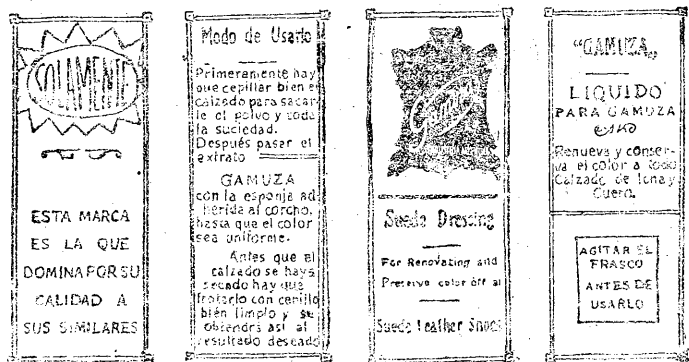 SOLAMENTE
ESTA MARCA
ES LA QUE
DOMINA POR SU
CALIDAD A
SUS SIMILARES
Modo de Usarlo
Primeramente hay
que cepillar bien el
calzado para sacar
le el polvo y toda
la suciedad.
Después pasar el
extrato
GAMUZA
con la esponja ad
herida al corcho,
hasta que el color
sea uniforme.
Antes que el
calzado se haya
secado hay que
frotarlo con cepillo
bien limpio y se
obtendrá así el
resultado deseado
Gamuza
Suede Dressing
For Renovating and
Preserve color off al
Suede Leather Shoes
"GAMUZA"
LIQUIDO
PARA GAMUZA
Renueva y conser-
va el color a todo
Calzado de lona y
Cuero.
AGITAR EL
FRASCO
ANTES DE
USARLO